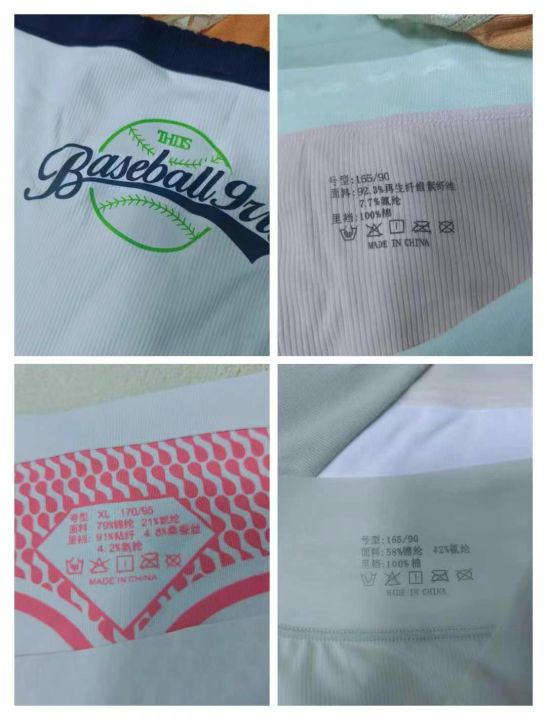 THDS
Baseball
号型:165/90
面料:92.3%再生纤维素纤维
7.7%氨纶
里裆:100%棉
MADE IN CHINA
号型 XL 170/95
面料 79%锦纶 21%氨纶
里裆: 91%粘纤 4.8%桑蚕丝
4.2%氨纶
MADE IN CHINA
号型:165/90
面料:58%锦纶 42%氨纶
里裆:100%棉
MADE IN CHINA